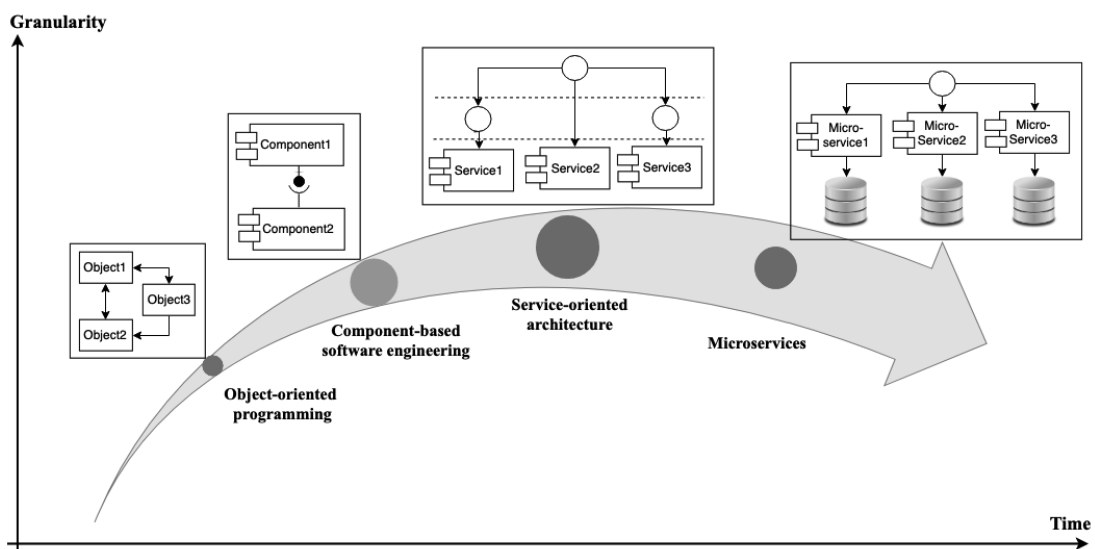 Granularity
Object1
Object3
Object2
Component1
Component2
Service1
Service2
Service3
Micro-
service1
Micro-
Service2
Micro-
Service3
Object-oriented
programming
Component-based
software engineering
Service-oriented
architecture
Microservices
Time